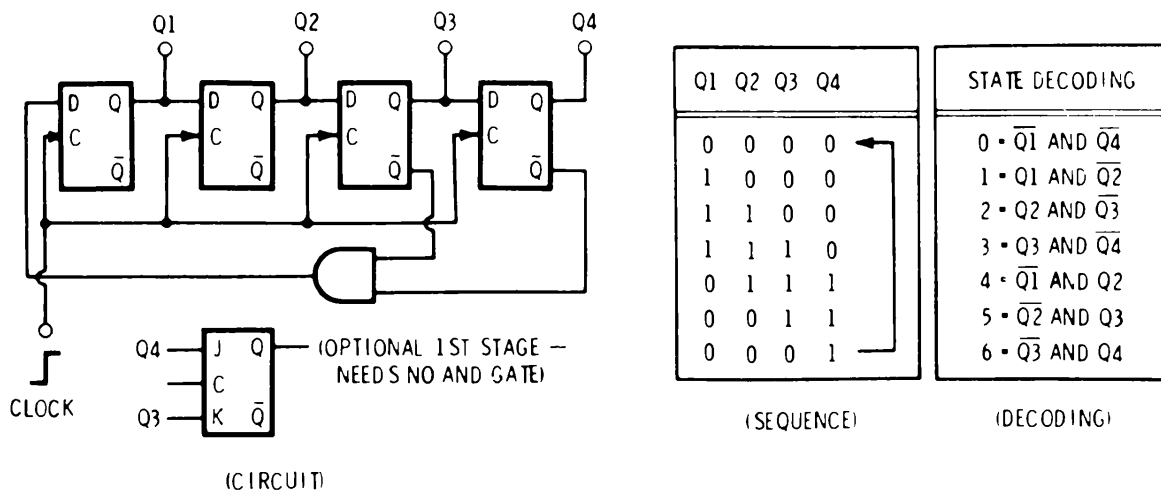 Q1 Q2 Q3 Q4
D Q D Q D Q D Q
C C C C
Q̅ Q̅ Q̅ Q̅
CLOCK
Q4 J Q (OPTIONAL 1ST STAGE —
NEEDS NO AND GATE)
C
Q3 K Q̅
(CIRCUIT)
Q1 Q2 Q3 Q4
0 0 0 0
1 0 0 0
1 1 0 0
1 1 1 0
0 1 1 1
0 0 1 1
0 0 0 1
(SEQUENCE)
STATE DECODING
0 = Q̅1̅ AND Q̅4̅
1 = Q1 AND Q̅2̅
2 = Q2 AND Q̅3̅
3 = Q3 AND Q̅4̅
4 = Q̅1̅ AND Q2
5 = Q̅2̅ AND Q3
6 = Q̅3̅ AND Q4
(DECODING)